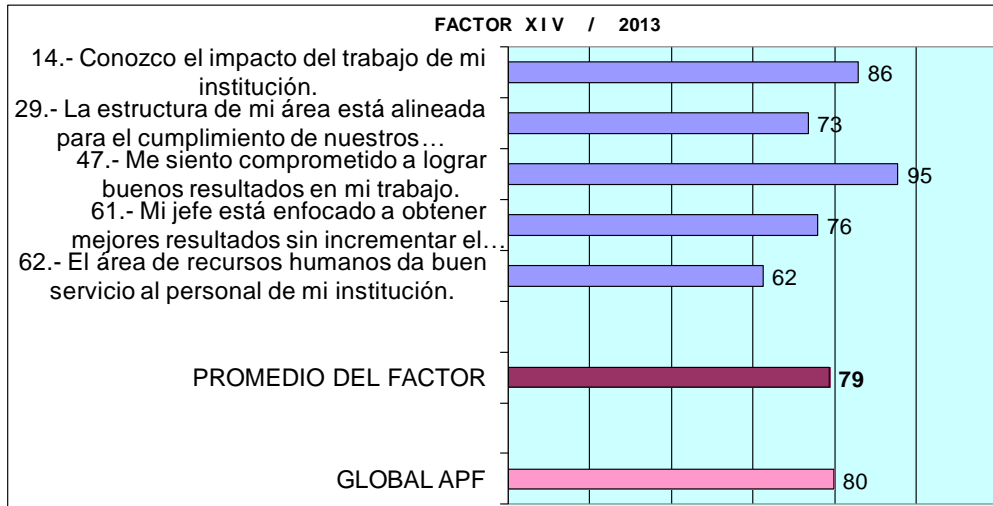 FACTOR XIV / 2013
14.- Conozco el impacto del trabajo de mi
institución.
86
29.- La estructura de mi área está alineada
para el cumplimiento de nuestros…
73
47.- Me siento comprometido a lograr
buenos resultados en mi trabajo.
95
61.- Mi jefe está enfocado a obtener
mejores resultados sin incrementar el…
76
62.- El área de recursos humanos da buen
servicio al personal de mi institución.
62
PROMEDIO DEL FACTOR
79
GLOBAL APF
80